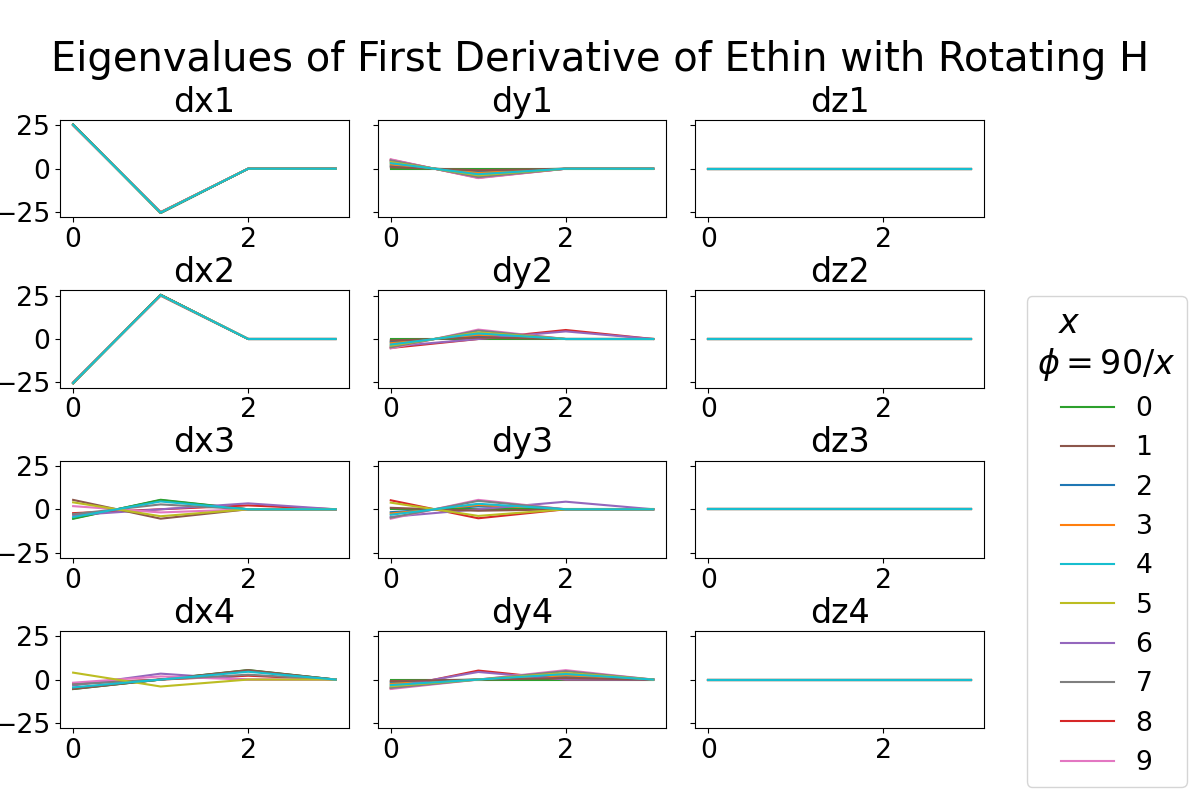 Eigenvalues of First Derivative of Ethin with Rotating H
dx1 dy1 dz1
25
0
−25
0 2 0 2 0 2
dx2 dy2 dz2
25
0
−25
0 2 0 2 0 2
dx3 dy3 dz3
25
0
−25
0 2 0 2 0 2
dx4 dy4 dz4
25
0
−25
0 2 0 2 0 2
x
ϕ = 90/x
0
1
2
3
4
5
6
7
8
9